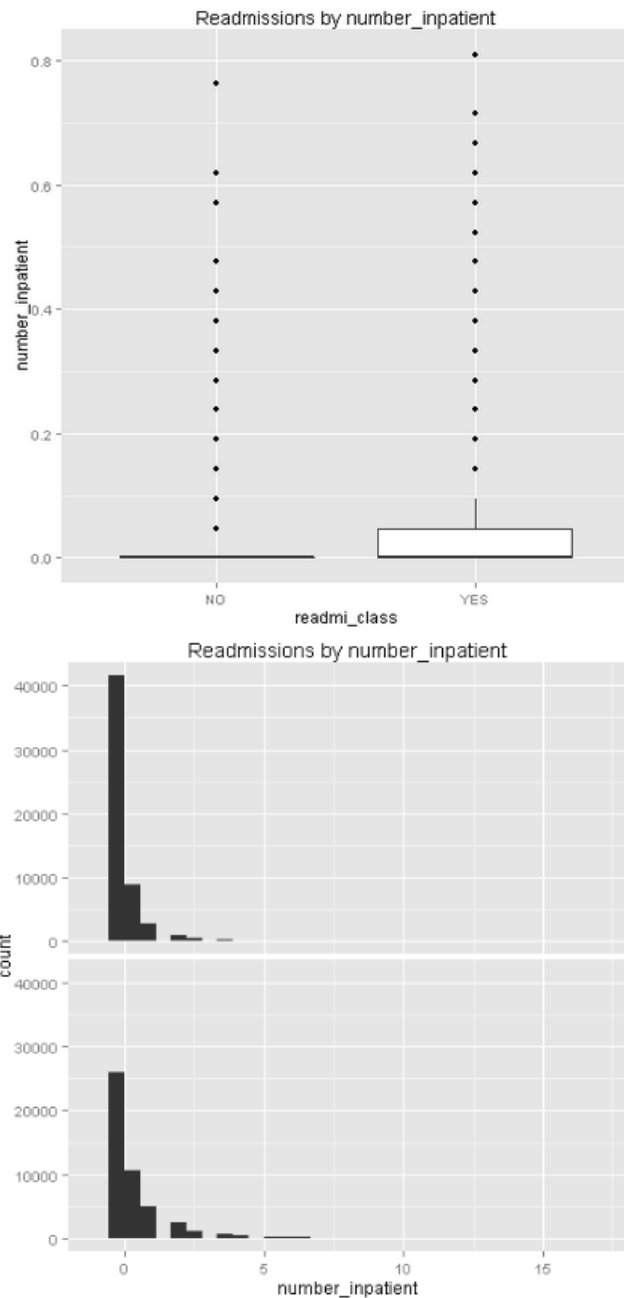 Readmissions by number_inpatient
0.8
0.6
number_inpatient
0.4
0.2
0.0
NO YES
readmi_class
Readmissions by number_inpatient
40000
30000
20000
10000
0
count
40000
30000
20000
10000
0
0 5 10 15
number_inpatient